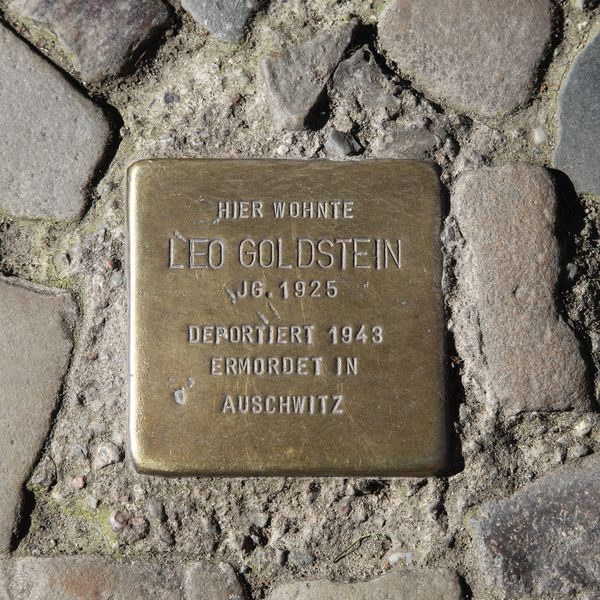 HIER WOHNTE
LEO GOLDSTEIN
JG. 1925
DEPORTIERT 1943
ERMORDET IN
AUSCHWITZ